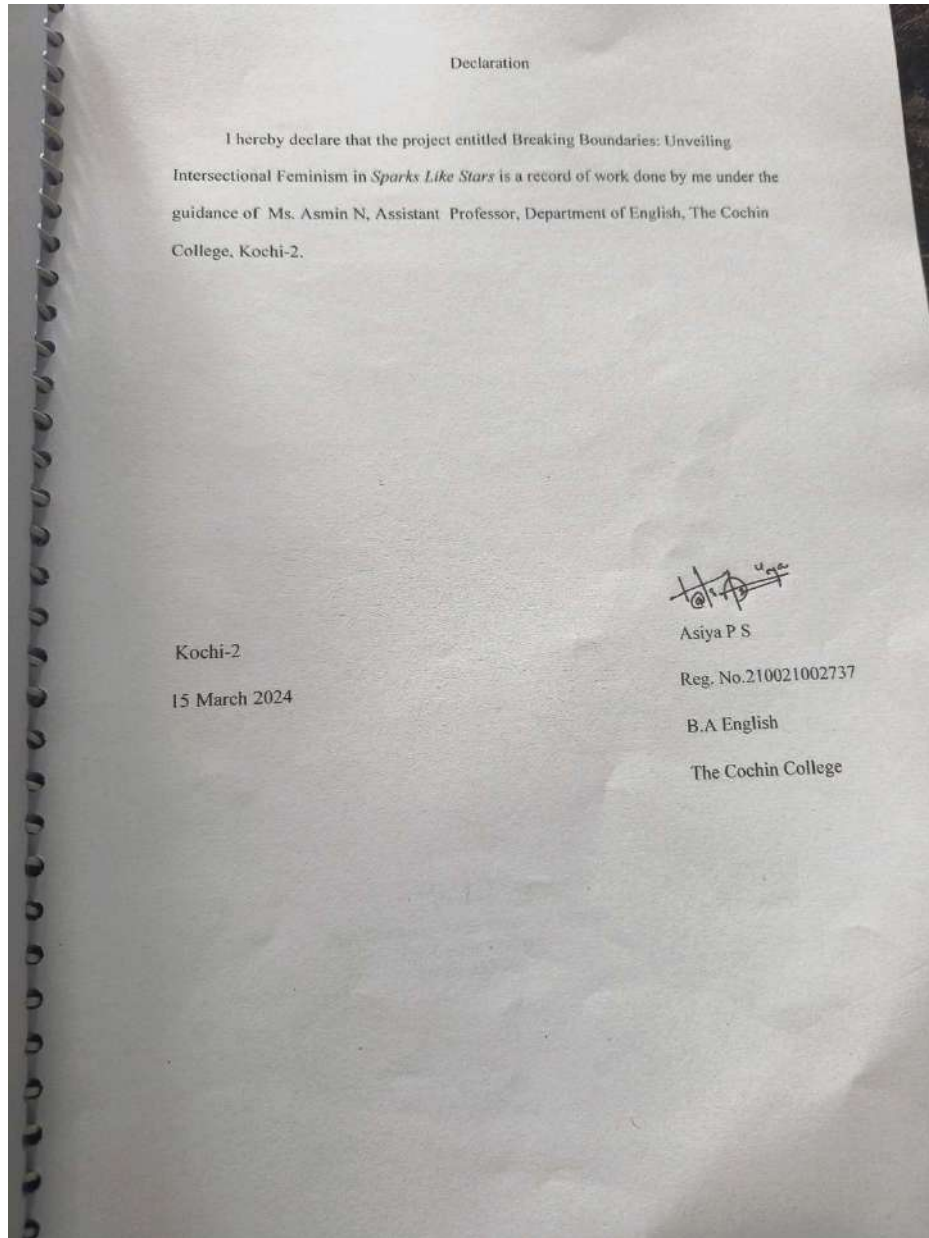 Declaration
I hereby declare that the project entitled Breaking Boundaries: Unveiling
Intersectional Feminism in Sparks Like Stars is a record of work done by me under the
guidance of Ms. Asmin N, Assistant Professor, Department of English, The Cochin
College, Kochi-2.
Kochi-2
15 March 2024
Asiya P S
Reg. No.210021002737
B.A English
The Cochin College